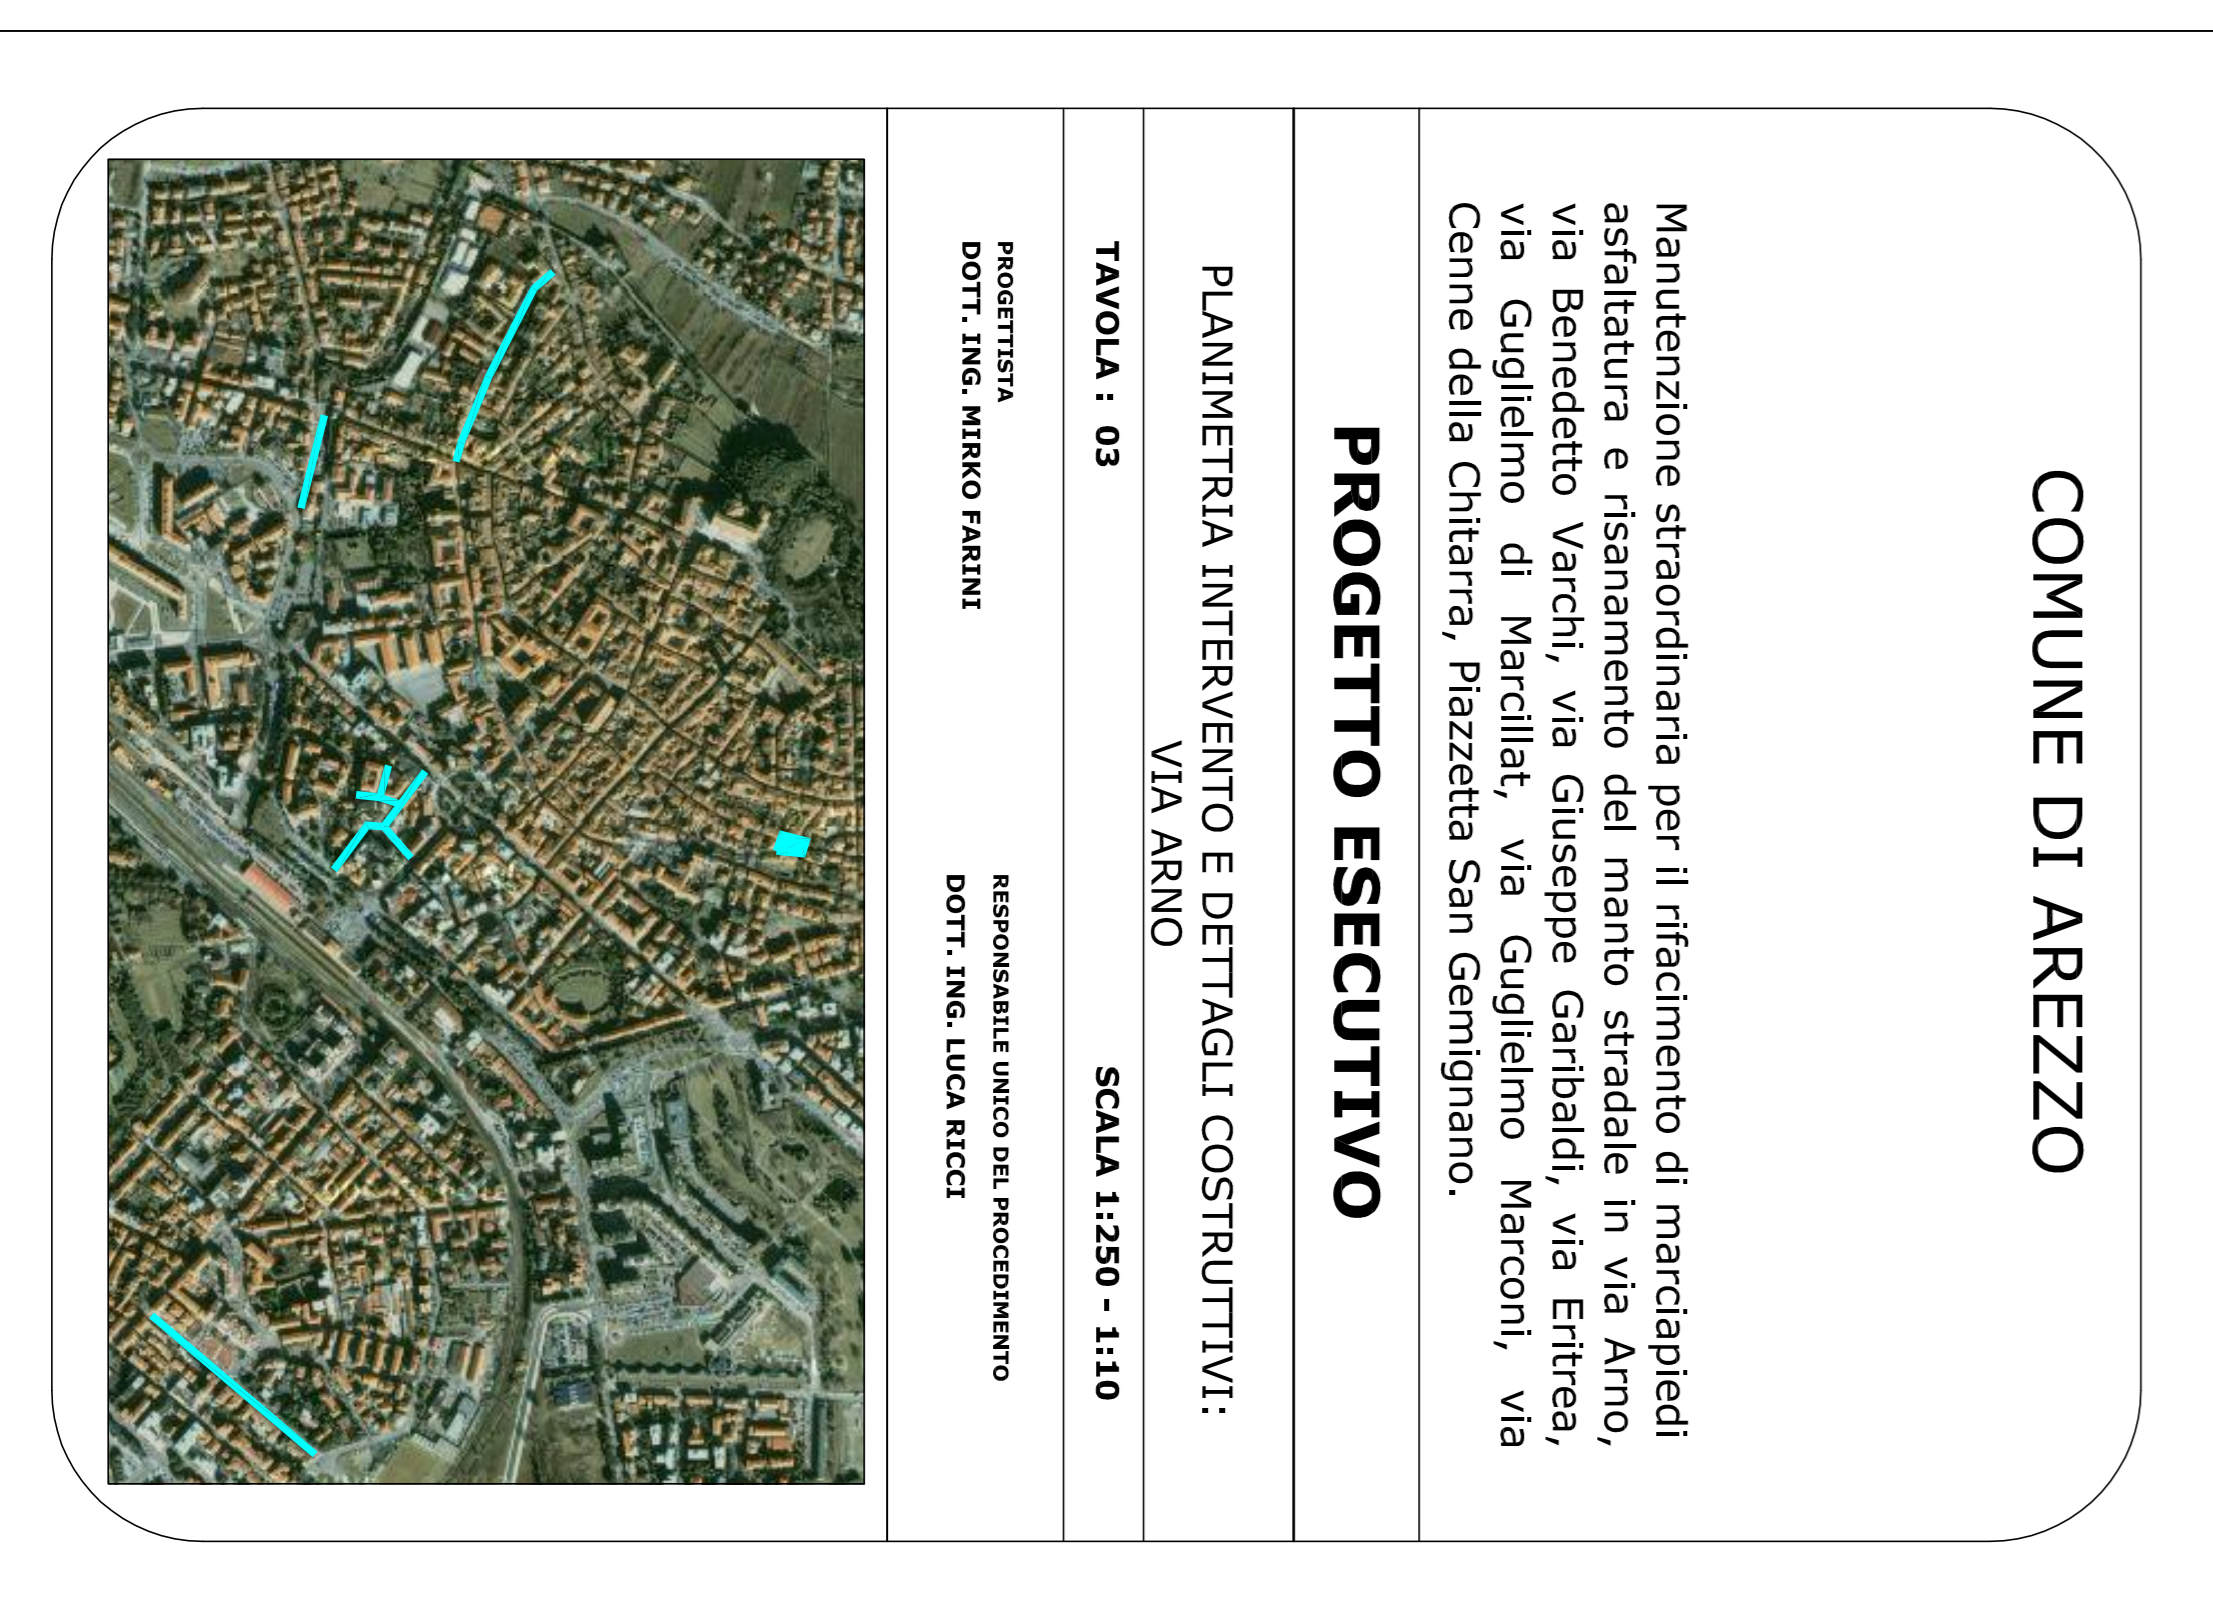 COMUNE DI AREZZO
Manutenzione straordinaria per il rifacimento di marciapiedi
asfaltatura e risanamento del manto stradale in via Arno,
via Benedetto Varchi, via Giuseppe Garibaldi, via Eritrea,
via Guglielmo di Marcillat, via Guglielmo Marconi, via
Cenne della Chitarra, Piazzetta San Gemignano.
PROGETTO ESECUTIVO
PLANIMETRIA INTERVENTO E DETTAGLI COSTRUTTIVI:
VIA ARNO
TAVOLA : 03
SCALA 1:250 - 1:10
PROGETTISTA
DOTT. ING. MIRKO FARINI
RESPONSABILE UNICO DEL PROCEDIMENTO
DOTT. ING. LUCA RICCI